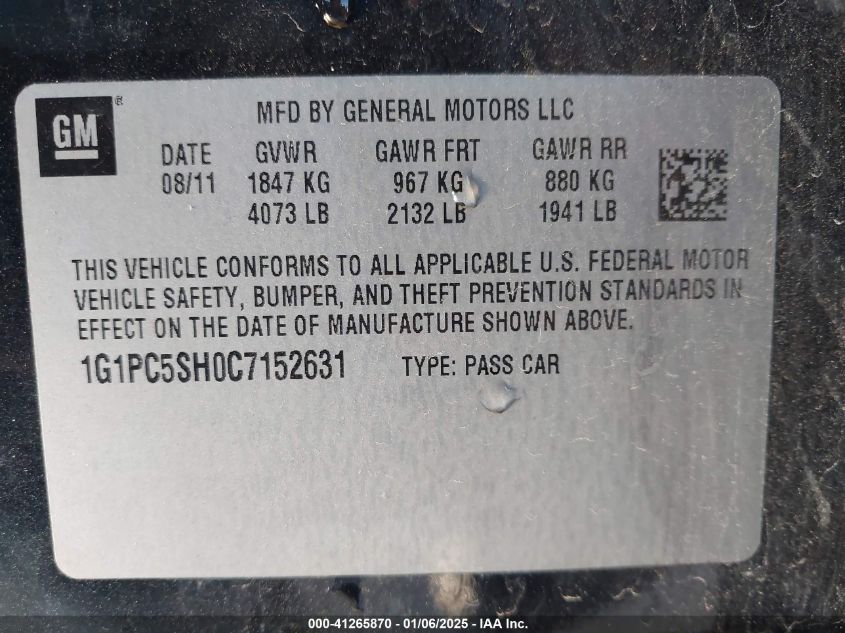 GM®
MFD BY GENERAL MOTORS LLC
DATE GVWR GAWR FRT GAWR RR
08/11 1847 KG 967 KG 880 KG
4073 LB 2132 LB 1941 LB
THIS VEHICLE CONFORMS TO ALL APPLICABLE U.S. FEDERAL MOTOR
VEHICLE SAFETY, BUMPER, AND THEFT PREVENTION STANDARDS IN
EFFECT ON THE DATE OF MANUFACTURE SHOWN ABOVE.
1G1PC5SH0C7152631 TYPE: PASS CAR
000-41265870 - 01/06/2025 - IAA Inc.